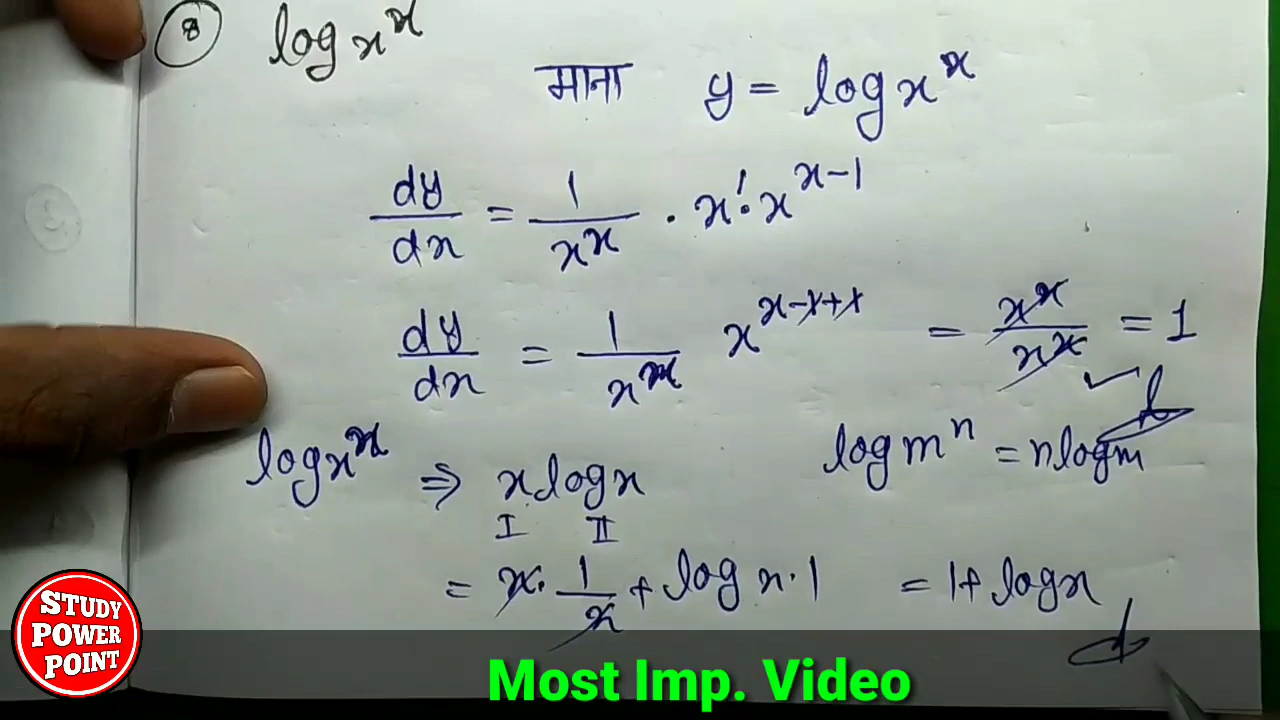 8 log x^x
माना y = log x^x
dy/dx = 1/x^x · x^1 · x^(x-1)
dy/dx = 1/x^x x^(x-x+x) = x^x/x^x = 1
log x^x ⇒ x log x log m^n = n log m
I II
= x · 1/x + log x · 1 = 1 + log x
STUDY
POWER
POINT
Most Imp. Video